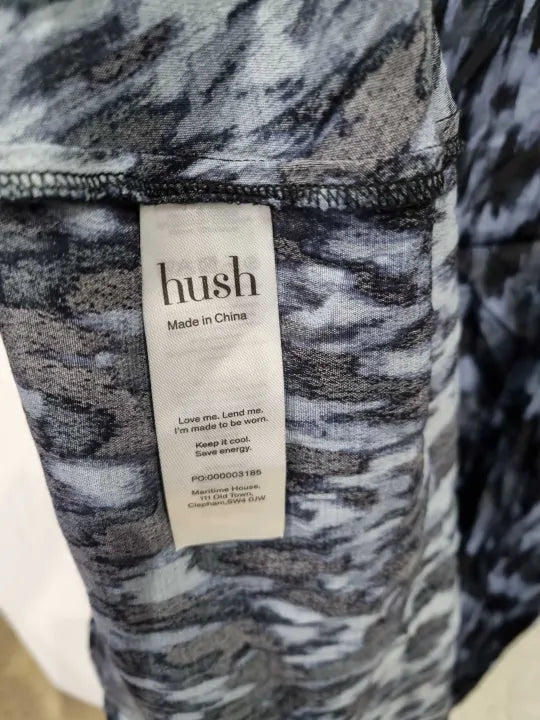 hush
Made in China
Love me. Lend me.
I'm made to be worn.
Keep it cool.
Save energy.
PO:000003185
Maritime House,
111 Old Town,
Clapham,SW4 0JW